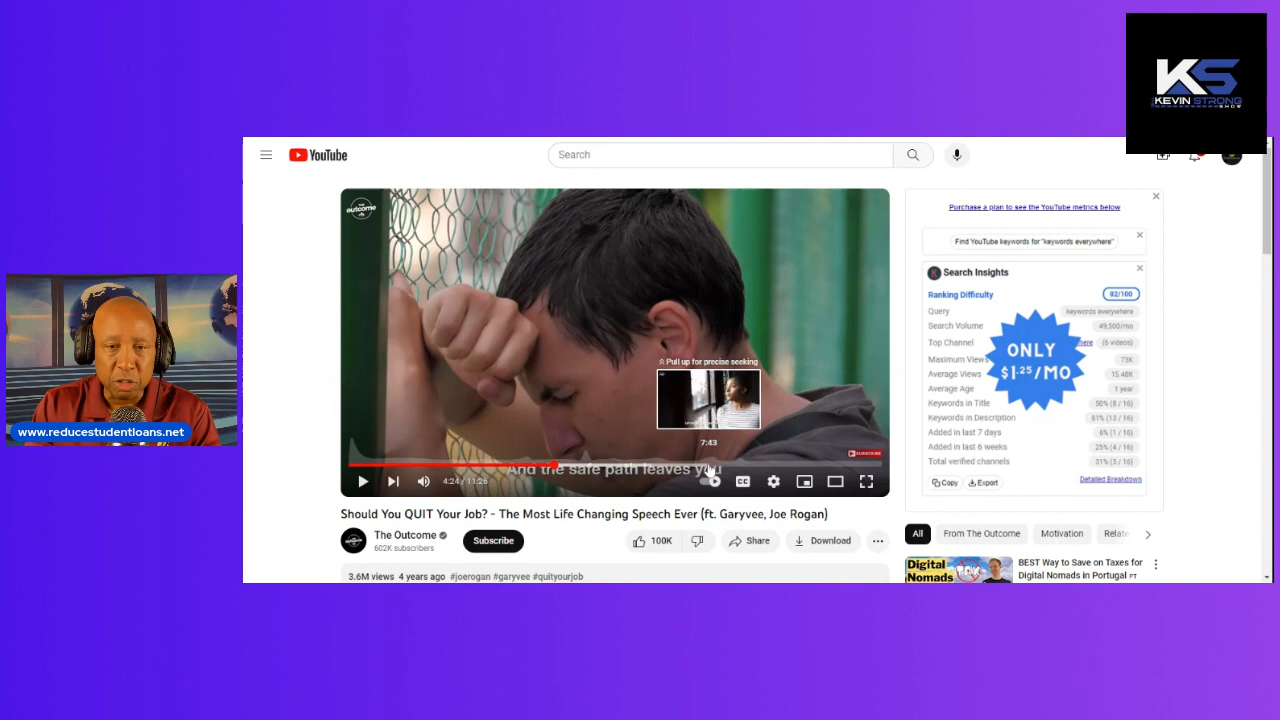 KS
KEVIN STRONG
SHOW
YouTube
Search
THE
outcome
Pull up for precise seeking
7:43
SUBSCRIBE
And the safe path leaves you
4:24 / 11:26
CC
Should You QUIT Your Job? - The Most Life Changing Speech Ever (ft. Garyvee, Joe Rogan)
The Outcome
602K subscribers
Subscribe
100K
Share
Download
3.6M views 4 years ago #joerogan #garyvee #quityourjob
Purchase a plan to see the YouTube metrics below
Find YouTube keywords for "keywords everywhere"
Search Insights
Ranking Difficulty 82/100
Query keywords everywhere
Search Volume 49,500/mo
Top Channel here (6 videos)
Maximum Views 73K
Average Views 15.48K
Average Age 1 year
Keywords in Title 50% (8 / 16)
Keywords in Description 81% (13 / 16)
Added in last 7 days 6% (1 / 16)
Added in last 6 weeks 25% (4 / 16)
Total verified channels 31% (5 / 16)
ONLY
$1.25/MO
Copy Export
Detailed Breakdown
All From The Outcome Motivation
Digital
Nomads
BEST Way to Save on Taxes for
Digital Nomads in Portugal PT
www.reducestudentloans.net